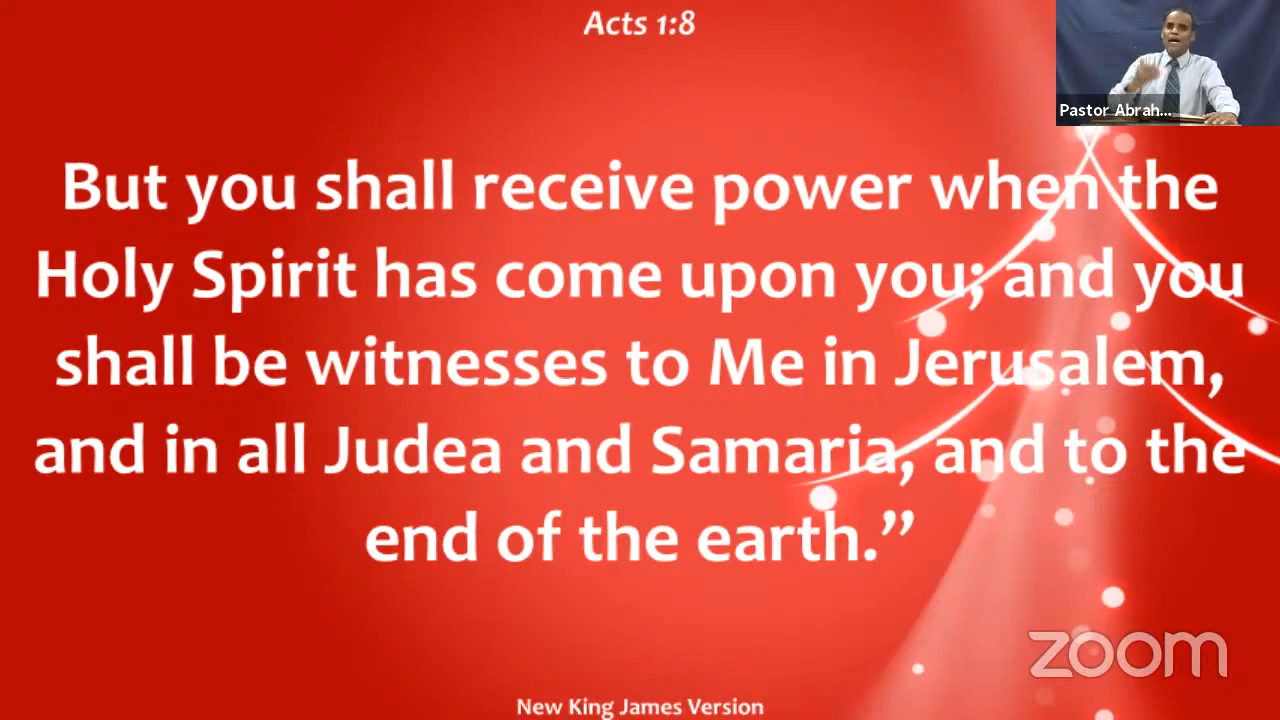 Acts 1:8
Pastor Abrah...
But you shall receive power when the
Holy Spirit has come upon you; and you
shall be witnesses to Me in Jerusalem,
and in all Judea and Samaria, and to the
end of the earth.”
zoom
New King James Version